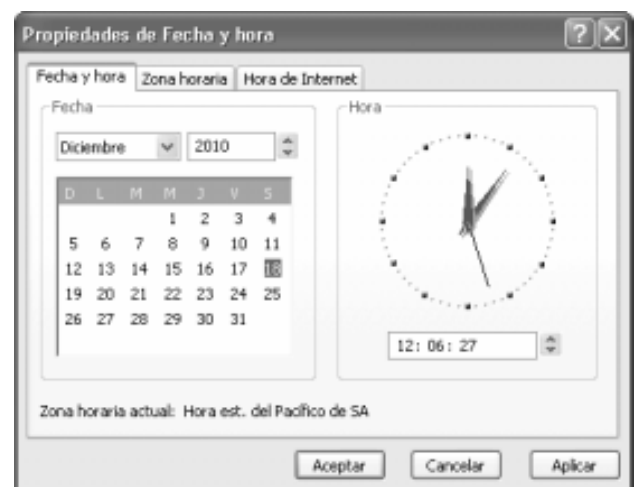 Propiedades de Fecha y hora
Fecha y hora Zona horaria Hora de Internet
Fecha
Hora
Diciembre 2010
D L M M J V S
1 2 3 4
5 6 7 8 9 10 11
12 13 14 15 16 17 18
19 20 21 22 23 24 25
26 27 28 29 30 31
12: 06: 27
Zona horaria actual: Hora est. del Pacífico de SA
Aceptar Cancelar Aplicar